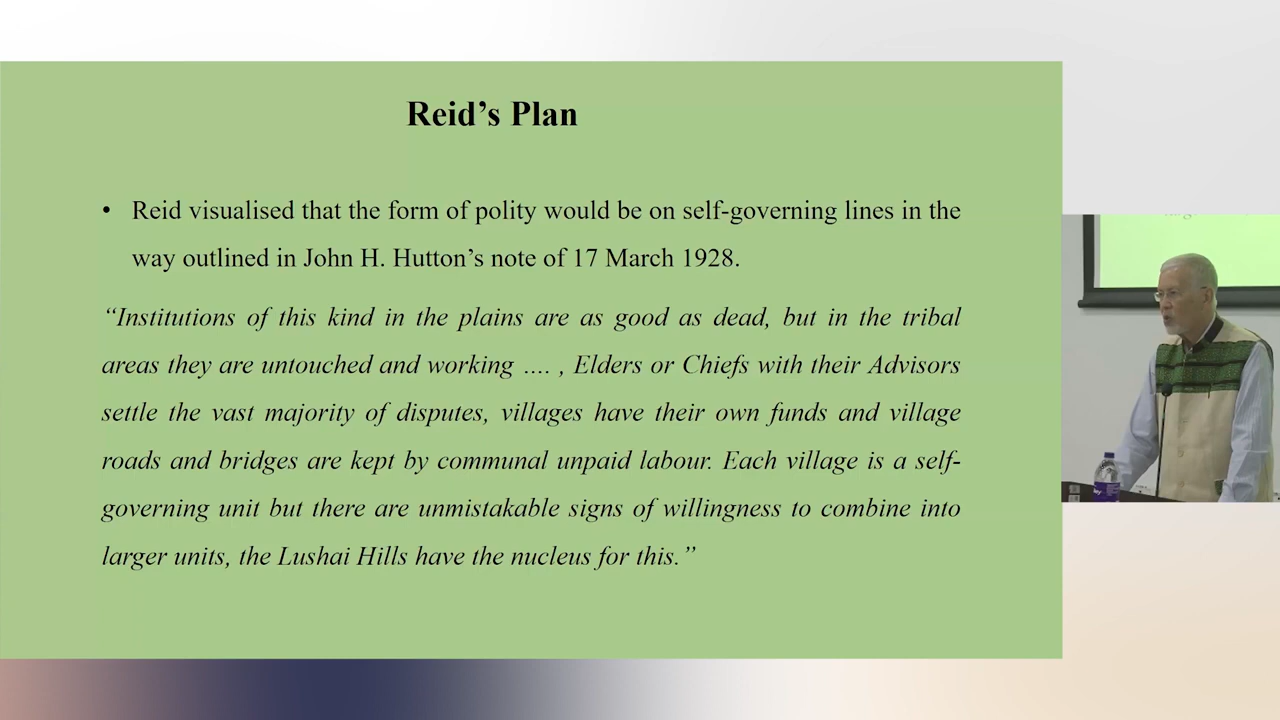 Reid’s Plan
• Reid visualised that the form of polity would be on self-governing lines in the
way outlined in John H. Hutton’s note of 17 March 1928.
“Institutions of this kind in the plains are as good as dead, but in the tribal
areas they are untouched and working .... , Elders or Chiefs with their Advisors
settle the vast majority of disputes, villages have their own funds and village
roads and bridges are kept by communal unpaid labour. Each village is a self-
governing unit but there are unmistakable signs of willingness to combine into
larger units, the Lushai Hills have the nucleus for this.”